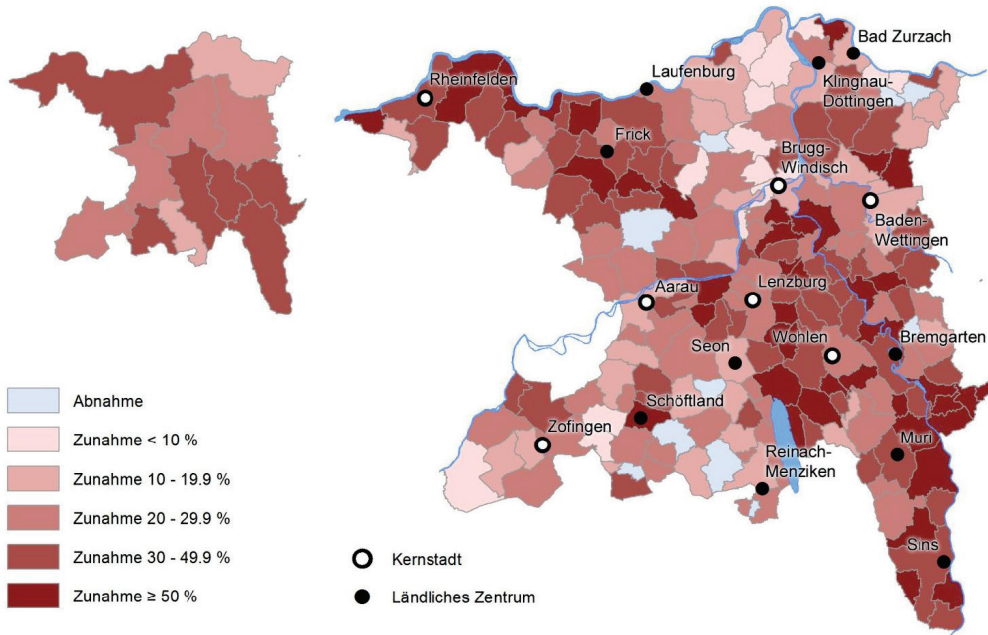 Bad Zurzach
Laufenburg
Klingnau-
Döttingen
Rheinfelden
Frick
Brugg-
Windisch
Baden-
Wettingen
Aarau
Lenzburg
Wohlen
Bremgarten
Seon
Schöftland
Zofingen
Muri
Reinach-
Menziken
Sins
Abnahme
Zunahme < 10 %
Zunahme 10 - 19.9 %
Zunahme 20 - 29.9 %
Zunahme 30 - 49.9 %
Zunahme ≥ 50 %
Kernstadt
Ländliches Zentrum